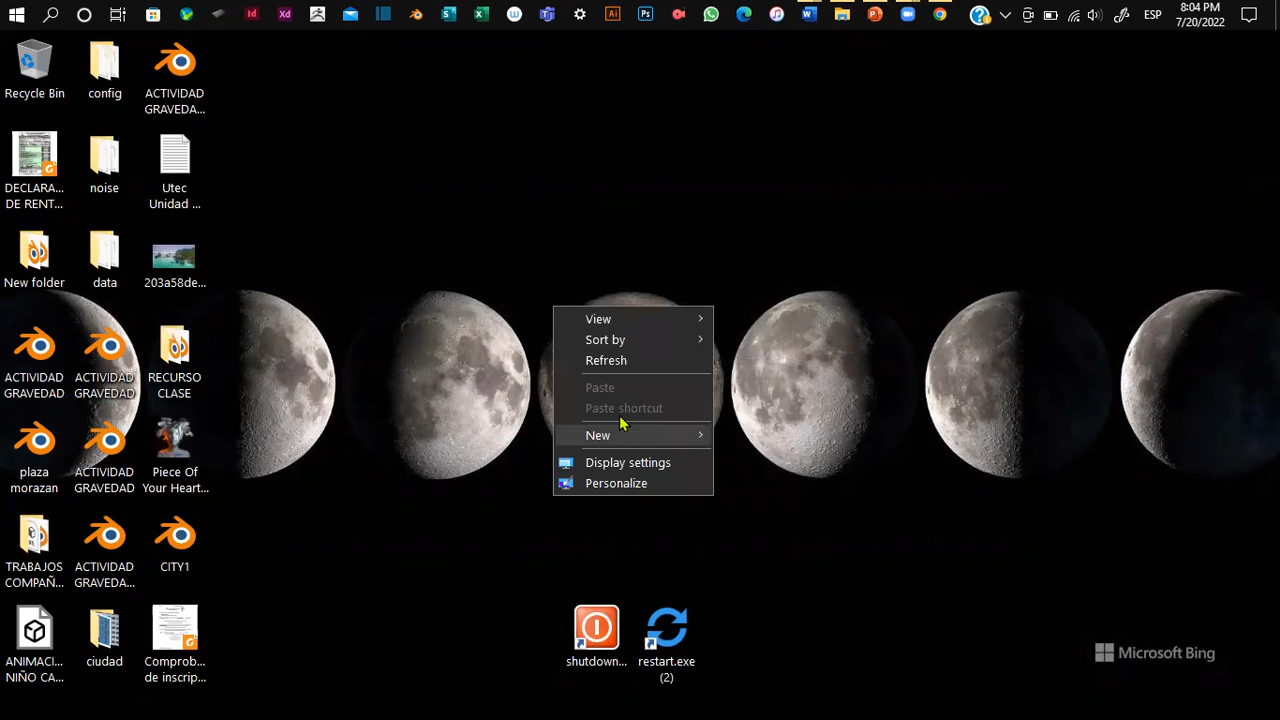 ESP
8:04 PM
7/20/2022
Recycle Bin
config
ACTIVIDAD
GRAVEDA...
DECLARA...
DE RENT...
noise
Utec
Unidad ...
New folder
data
203a58de...
ACTIVIDAD
GRAVEDAD
ACTIVIDAD
GRAVEDAD
RECURSO
CLASE
plaza
morazan
ACTIVIDAD
GRAVEDAD
Piece Of
Your Heart...
TRABAJOS
COMPAÑ...
ACTIVIDAD
GRAVEDA...
CITY1
ANIMACI...
NIÑO CA...
ciudad
Comprob...
de inscrip...
View
Sort by
Refresh
Paste
Paste shortcut
New
Display settings
Personalize
shutdown...
restart.exe
(2)
Microsoft Bing